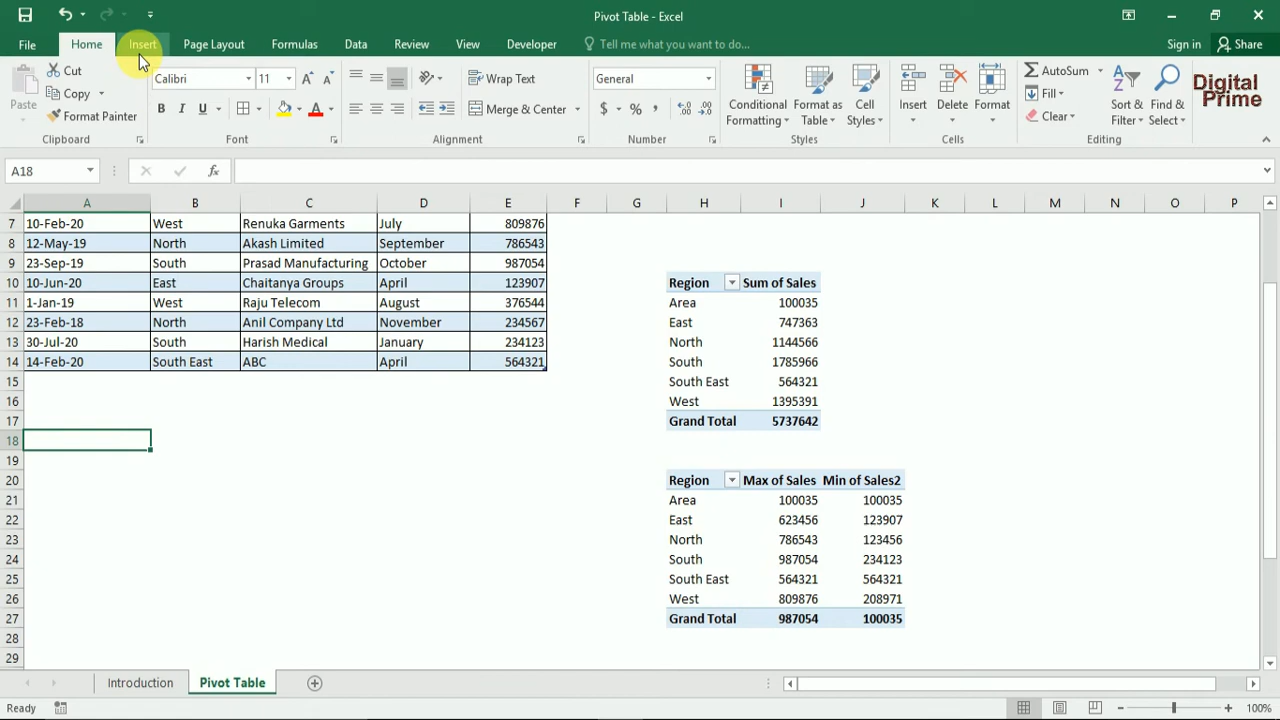 Pivot Table - Excel
File Home Insert Page Layout Formulas Data Review View Developer Tell me what you want to do... Sign in Share
Paste
Cut
Copy
Format Painter
Clipboard
Calibri 11
B I U A
Font
Wrap Text
Merge & Center
Alignment
General
$ % ,
Number
Conditional Formatting
Format as Table
Cell Styles
Styles
Insert
Delete
Format
Cells
AutoSum
Fill
Clear
Sort & Filter
Find & Select
Editing
Digital
Prime
A18 fx
A B C D E F G H I J K L M N O P
7 10-Feb-20 West Renuka Garments July 809876
8 12-May-19 North Akash Limited September 786543
9 23-Sep-19 South Prasad Manufacturing October 987054
10 10-Jun-20 East Chaitanya Groups April 123907 Region Sum of Sales
11 1-Jan-19 West Raju Telecom August 376544 Area 100035
12 23-Feb-18 North Anil Company Ltd November 234567 East 747363
13 30-Jul-20 South Harish Medical January 234123 North 1144566
14 14-Feb-20 South East ABC April 564321 South 1785966
15 South East 564321
16 West 1395391
17 Grand Total 5737642
18
19
20 Region Max of Sales Min of Sales2
21 Area 100035 100035
22 East 623456 123907
23 North 786543 123456
24 South 987054 234123
25 South East 564321 564321
26 West 809876 208971
27 Grand Total 987054 100035
28
29
Introduction Pivot Table
Ready 100%